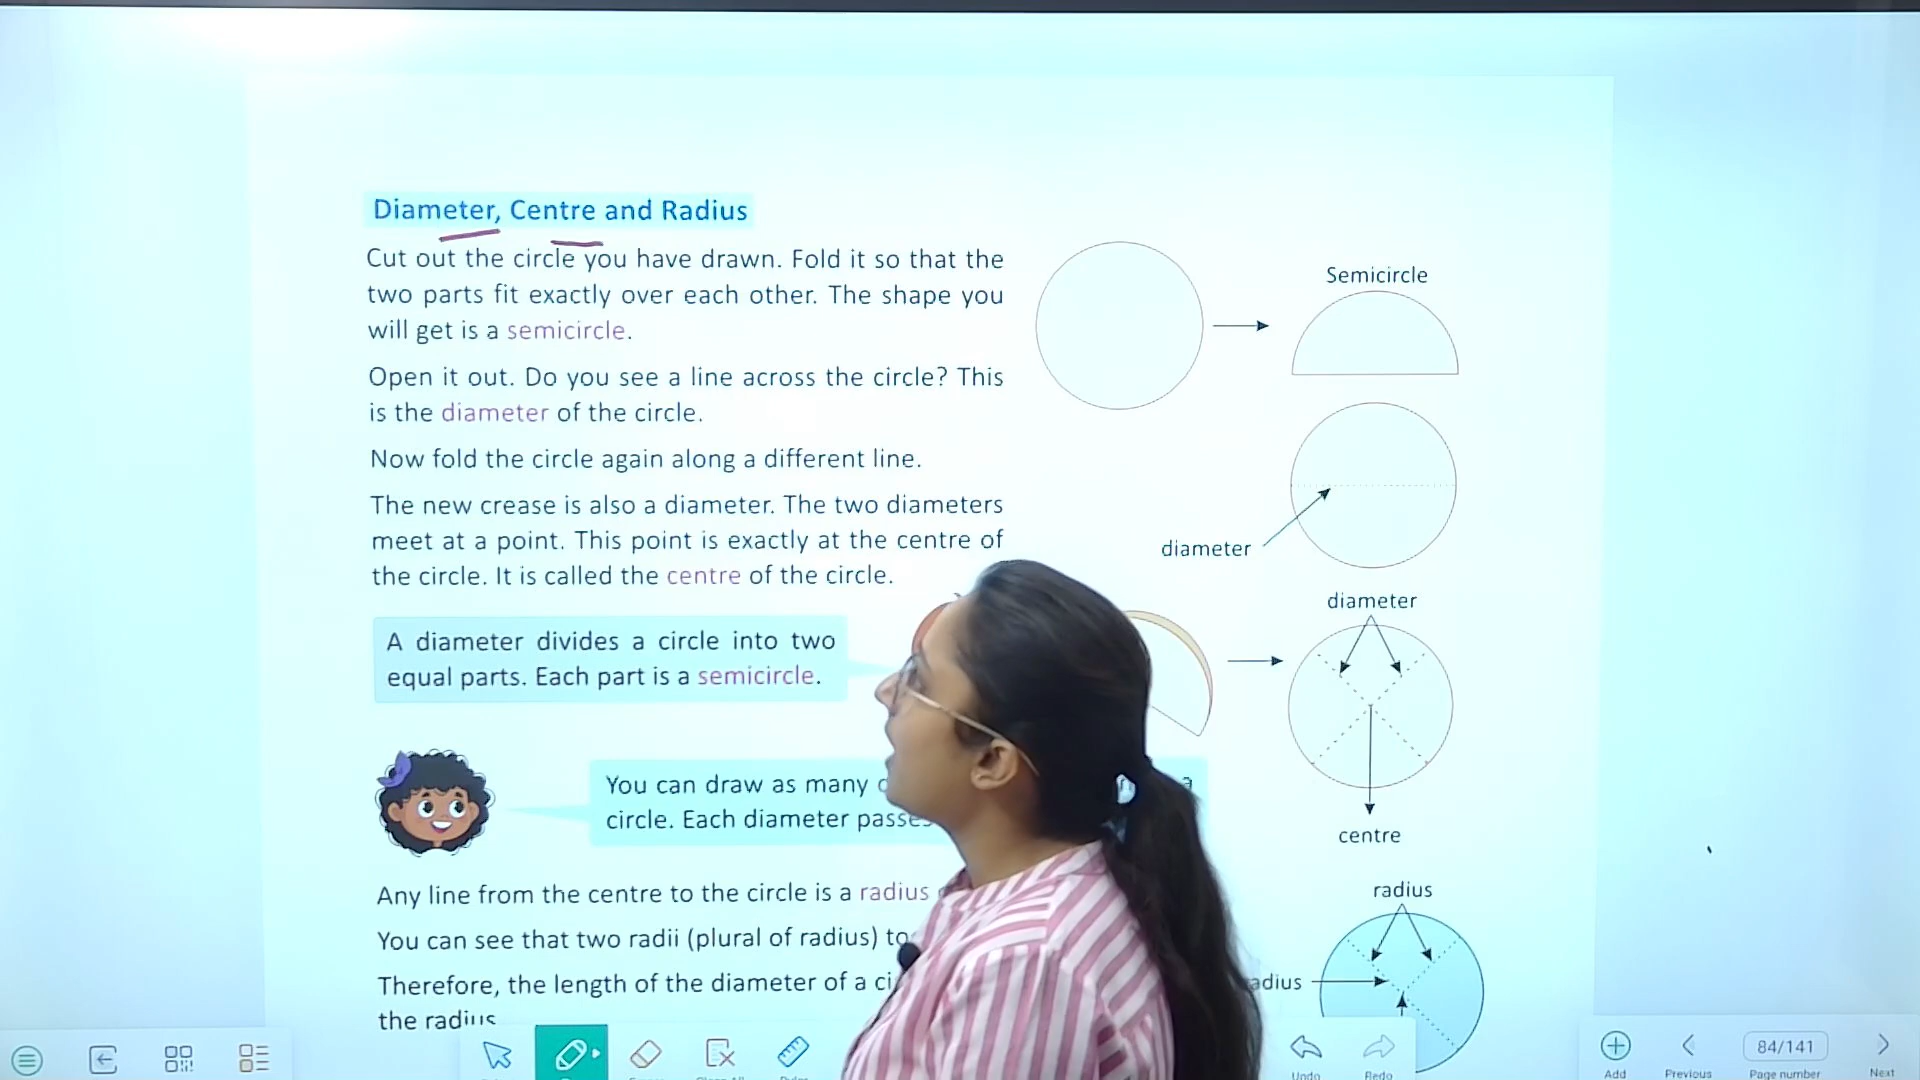 Diameter, Centre and Radius
Cut out the circle you have drawn. Fold it so that the
two parts fit exactly over each other. The shape you
will get is a semicircle.
Open it out. Do you see a line across the circle? This
is the diameter of the circle.
Now fold the circle again along a different line.
The new crease is also a diameter. The two diameters
meet at a point. This point is exactly at the centre of
the circle. It is called the centre of the circle.
A diameter divides a circle into two
equal parts. Each part is a semicircle.
You can draw as many
a
circle. Each diameter passes
Any line from the centre to the circle is a radius
You can see that two radii (plural of radius)
Therefore, the length of the diameter of a
the radius
Semicircle
diameter
diameter
centre
radius
adius
Undo
Redo
Add
Previous
84/141
Page number
Next